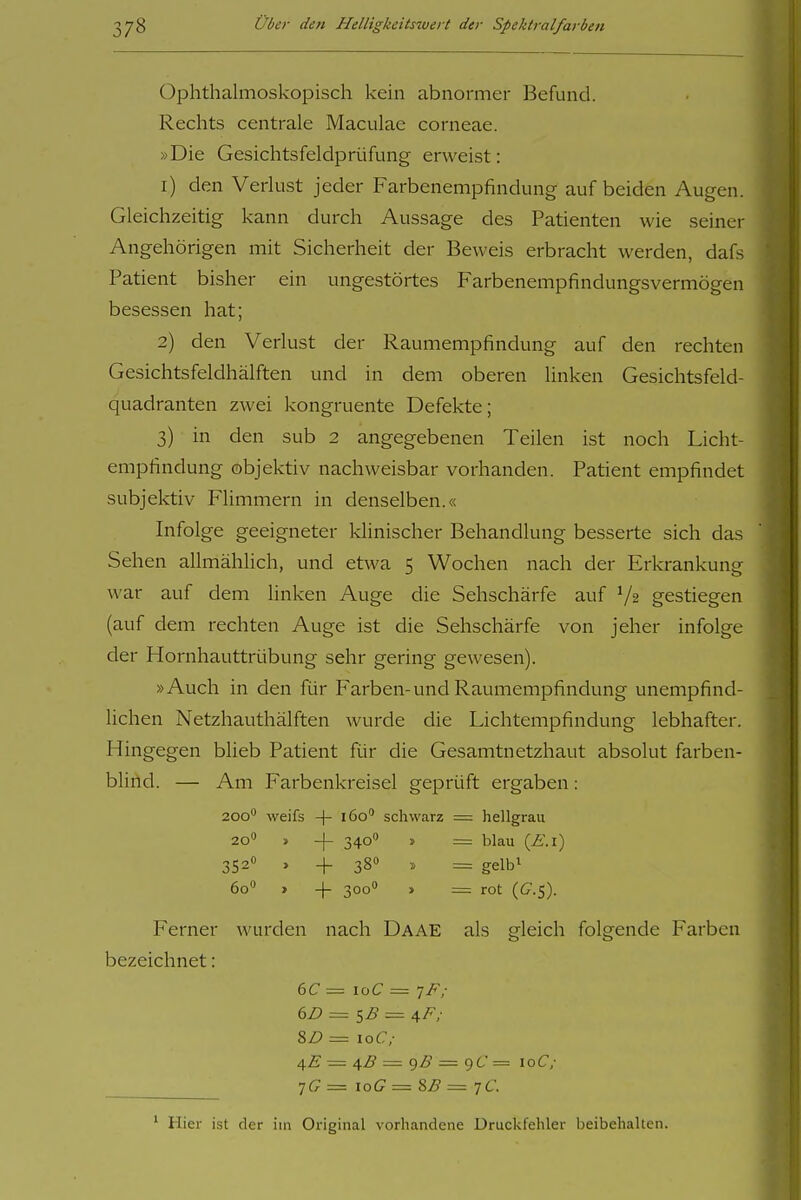 378 Über den Helligkeitswert der Spektralfarben
Ophthalmoskopisch kein abnormer Befund.
Rechts centrale Maculae corneae.
»Die Gesichtsfeldprüfung erweist:
1) den Verlust jeder Farbenempfindung auf beiden Augen.
Gleichzeitig kann durch Aussage des Patienten wie seiner
Angehörigen mit Sicherheit der Beweis erbracht werden, dafs
Patient bisher ein ungestörtes Farbenempfindungsvermögen
besessen hat;
2) den Verlust der Raumempfindung auf den rechten
Gesichtsfeldhälften und in dem oberen linken Gesichtsfeld-
quadranten zwei kongruente Defekte;
3) in den sub 2 angegebenen Teilen ist noch Licht-
empfindung objektiv nachweisbar vorhanden. Patient empfindet
subjektiv Flimmern in denselben.«
Infolge geeigneter klinischer Behandlung besserte sich das
Sehen allmählich, und etwa 5 Wochen nach der Erkrankung
war auf dem linken Auge die Sehschärfe auf ½ gestiegen
(auf dem rechten Auge ist die Sehschärfe von jeher infolge
der Hornhauttrübung sehr gering gewesen).
»Auch in den für Farben-und Raumempfindung unempfind-
lichen Netzhauthälften wurde die Lichtempfindung lebhafter.
Hingegen blieb Patient für die Gesamtnetzhaut absolut farben-
blind. — Am Farbenkreisel geprüft ergaben:
200⁰ weifs + 160⁰ schwarz = hellgrau
20⁰ » + 340⁰ » = blau (E.1)
352⁰ » + 38⁰ » = gelb¹
60⁰ » + 300⁰ » = rot (G.5).
Ferner wurden nach DAAE als gleich folgende Farben
bezeichnet:
6C = 10C = 7F;
6D = 5B = 4F;
8D = 10C;
4E = 4B = 9B = 9C = 10C;
7G = 10G = 8B = 7C.
¹ Hier ist der im Original vorhandene Druckfehler beibehalten.